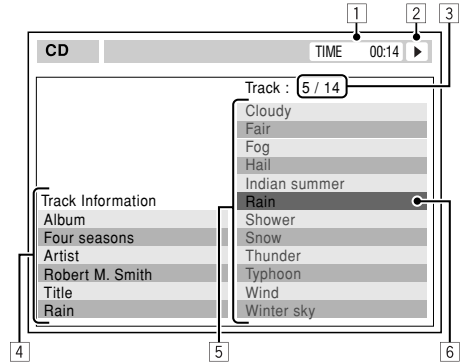 1 2 3
CD TIME 00:14
Track : 5 / 14
Cloudy
Fair
Fog
Hail
Indian summer
Rain
Shower
Snow
Thunder
Typhoon
Wind
Winter sky
Track Information
Album
Four seasons
Artist
Robert M. Smith
Title
Rain
4 5 6